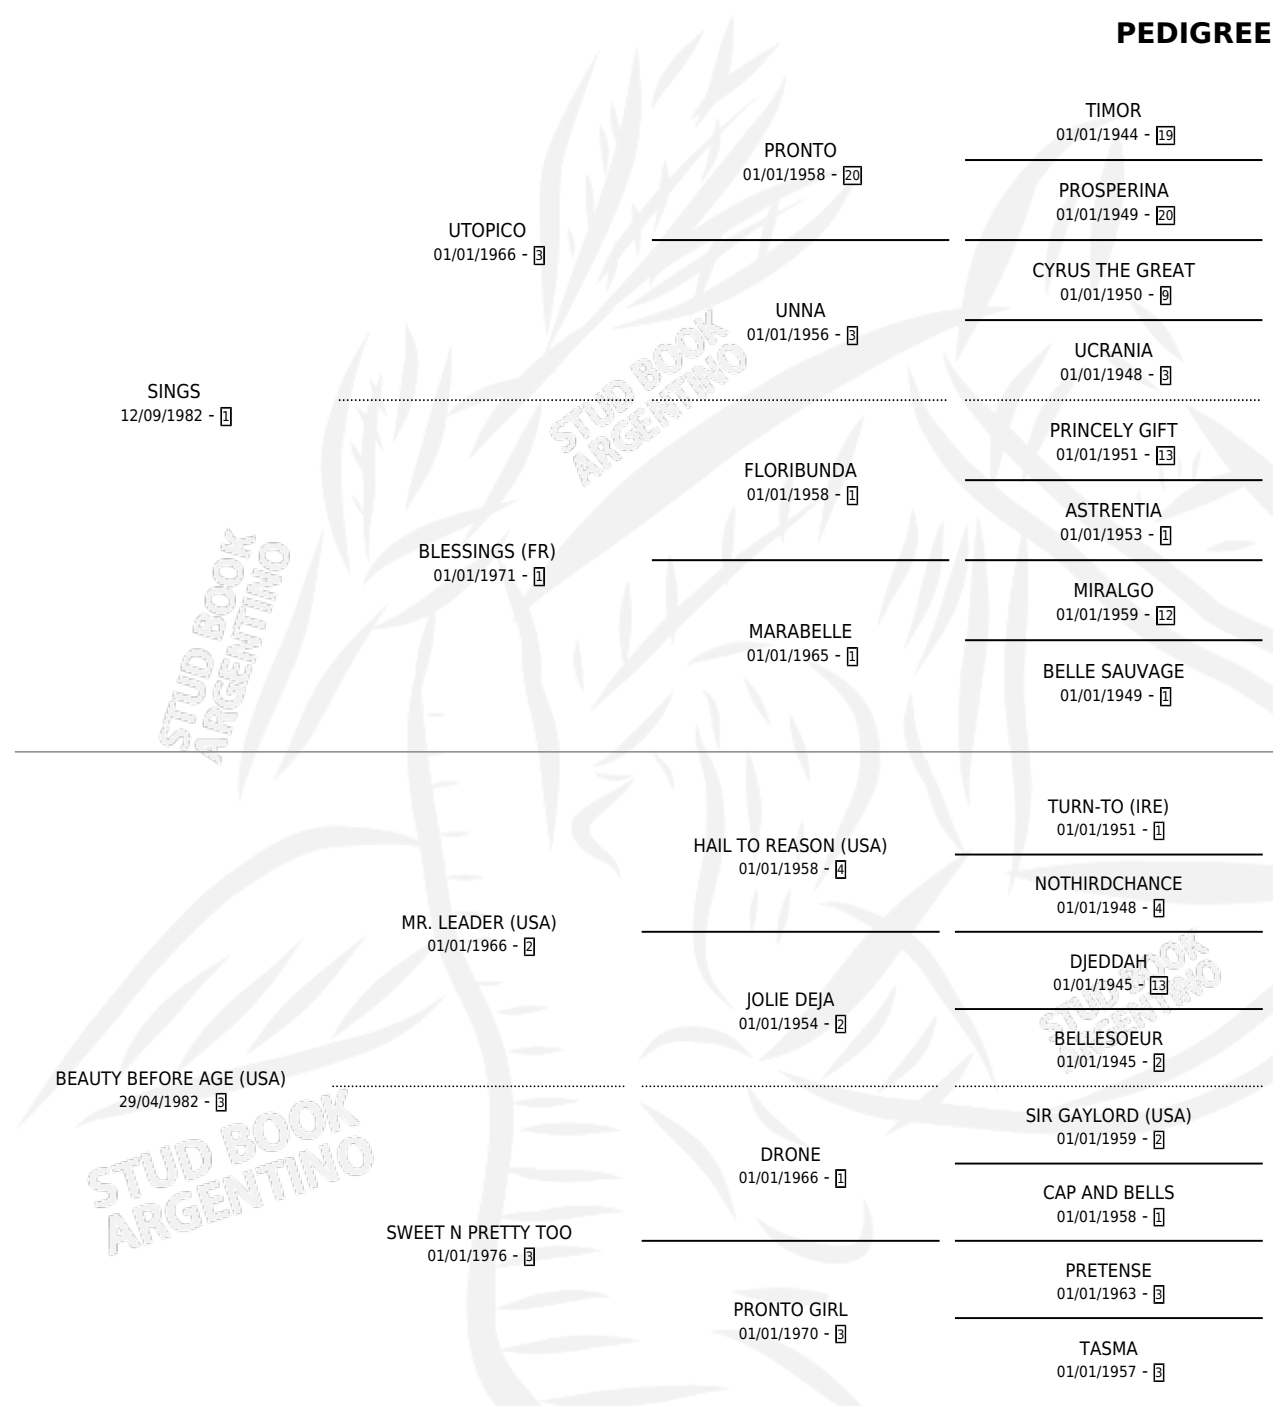 PEDIGREE
TIMOR
01/01/1944 - 19
PRONTO
01/01/1958 - 20
PROSPERINA
01/01/1949 - 20
UTOPICO
01/01/1966 - 3
CYRUS THE GREAT
01/01/1950 - 9
UNNA
01/01/1956 - 3
UCRANIA
01/01/1948 - 3
SINGS
12/09/1982 - 1
STUD BOOK
ARGENTINO
PRINCELY GIFT
01/01/1951 - 13
FLORIBUNDA
01/01/1958 - 1
ASTRENTIA
01/01/1953 - 1
BLESSINGS (FR)
01/01/1971 - 1
MIRALGO
01/01/1959 - 12
MARABELLE
01/01/1965 - 1
BELLE SAUVAGE
01/01/1949 - 1
STUD BOOK
ARGENTINO
TURN-TO (IRE)
01/01/1951 - 1
HAIL TO REASON (USA)
01/01/1958 - 4
NOTHIRDCHANCE
01/01/1948 - 4
MR. LEADER (USA)
01/01/1966 - 2
DJEDDAH
01/01/1945 - 13
JOLIE DEJA
01/01/1954 - 2
STUD BOOK
ARGENTINO
BELLESOEUR
01/01/1945 - 2
BEAUTY BEFORE AGE (USA)
29/04/1982 - 3
STUD BOOK
ARGENTINO
SIR GAYLORD (USA)
01/01/1959 - 2
DRONE
01/01/1966 - 1
CAP AND BELLS
01/01/1958 - 1
SWEET N PRETTY TOO
01/01/1976 - 3
PRETENSE
01/01/1963 - 3
PRONTO GIRL
01/01/1970 - 3
TASMA
01/01/1957 - 3